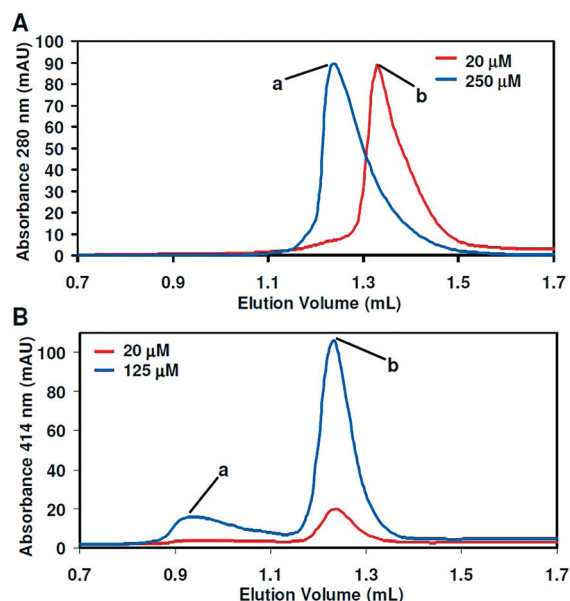 A
Absorbance 280 nm (mAU)
100
90
80
70
60
50
40
30
20
10
0
a
b
20 µM
250 µM
0.7 0.9 1.1 1.3 1.5 1.7
Elution Volume (mL)
B
Absorbance 414 nm (mAU)
100
80
60
40
20
0
20 µM
125 µM
a
b
0.7 0.9 1.1 1.3 1.5 1.7
Elution Volume (mL)